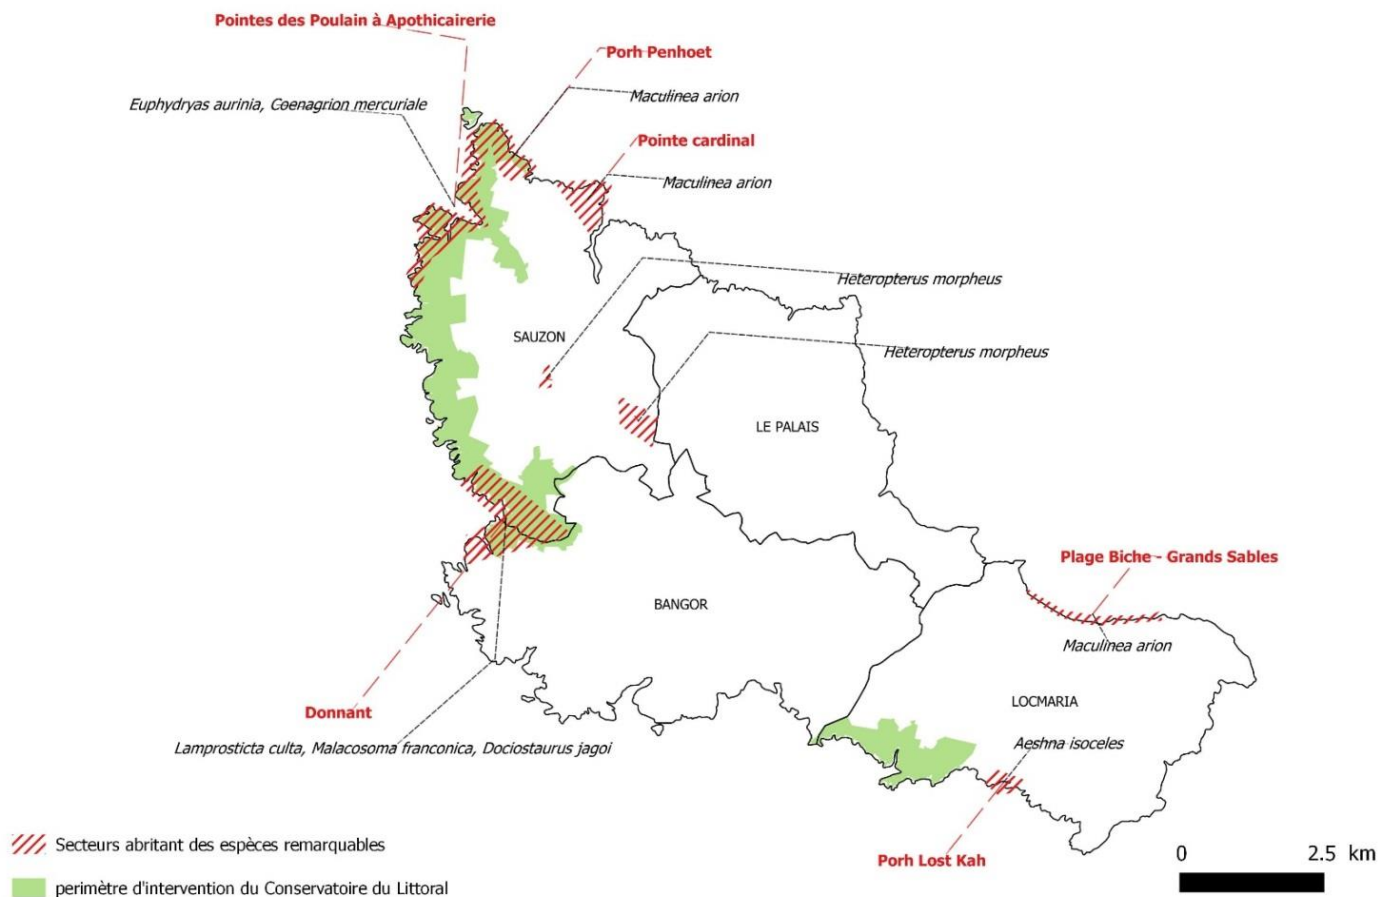 Pointes des Poulain à Apothicairerie
Porh Penhoet
Maculinea arion
Euphydryas aurinia, Coenagrion mercuriale
Pointe cardinal
Maculinea arion
Heteropterus morpheus
SAUZON
Heteropterus morpheus
LE PALAIS
Plage Biche - Grands Sables
BANGOR
Maculinea arion
LOCMARIA
Donnant
Aeshna isoceles
Lamprosticta culta, Malacosoma franconica, Dociostaurus jagoi
Secteurs abritant des espèces remarquables
Porh Lost Kah
0 2.5 km
perimètre d'intervention du Conservatoire du Littoral